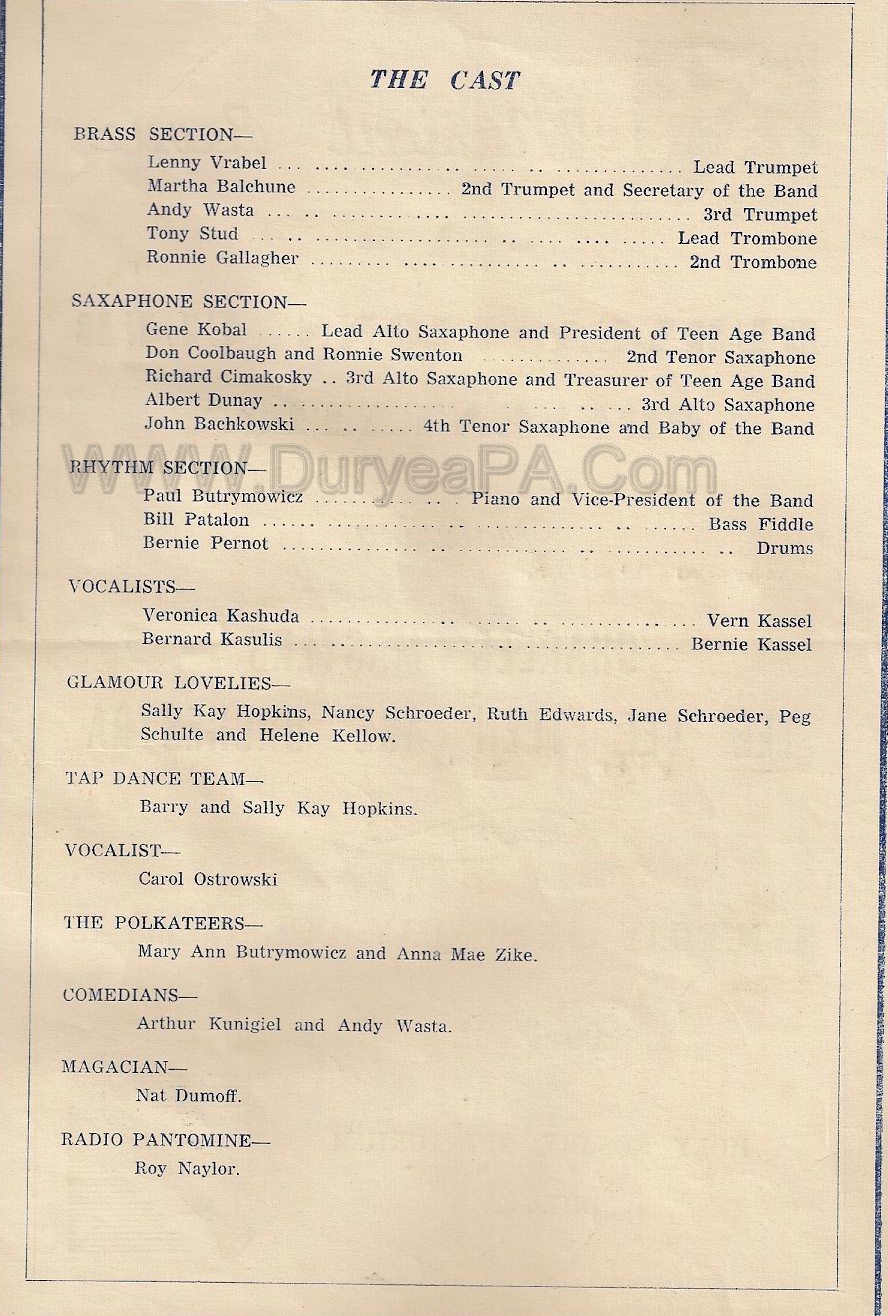 THE CAST
BRASS SECTION—
Lenny Vrabel ... Lead Trumpet
Martha Balchune ... 2nd Trumpet and Secretary of the Band
Andy Wasta ... 3rd Trumpet
Tony Stud ... Lead Trombone
Ronnie Gallagher ... 2nd Trombone
SAXAPHONE SECTION—
Gene Kobal ...... Lead Alto Saxaphone and President of Teen Age Band
Don Coolbaugh and Ronnie Swenton ... 2nd Tenor Saxaphone
Richard Cimakosky .. 3rd Alto Saxaphone and Treasurer of Teen Age Band
Albert Dunay ... 3rd Alto Saxaphone
John Bachkowski ... 4th Tenor Saxaphone and Baby of the Band
WWW.DuryeaPA.Com
RHYTHM SECTION—
Paul Butrymowicz ... Piano and Vice-President of the Band
Bill Patalon ... Bass Fiddle
Bernie Pernot ... Drums
VOCALISTS—
Veronica Kashuda ... Vern Kassel
Bernard Kasulis ... Bernie Kassel
GLAMOUR LOVELIES—
Sally Kay Hopkins, Nancy Schroeder, Ruth Edwards, Jane Schroeder, Peg
Schulte and Helene Kellow.
TAP DANCE TEAM—
Barry and Sally Kay Hopkins.
VOCALIST—
Carol Ostrowski
THE POLKATEERS—
Mary Ann Butrymowicz and Anna Mae Zike.
COMEDIANS—
Arthur Kunigiel and Andy Wasta.
MAGACIAN—
Nat Dumoff.
RADIO PANTOMINE—
Roy Naylor.